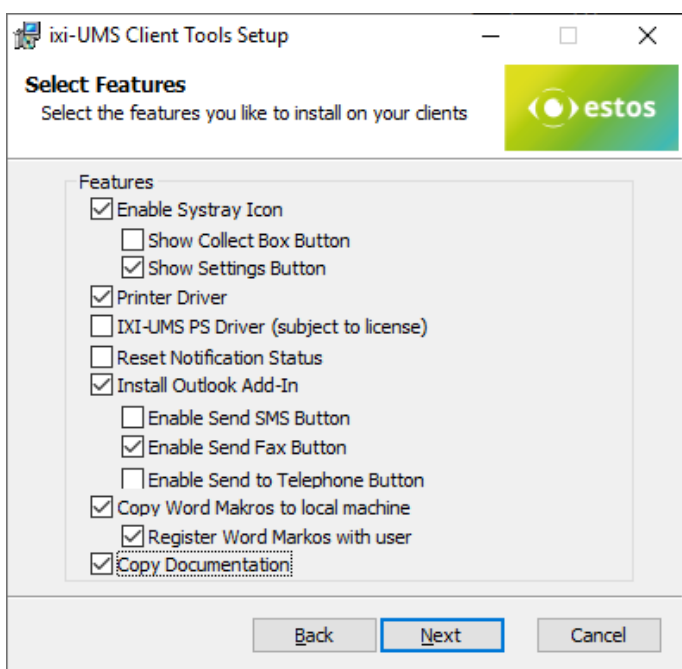 ixi-UMS Client Tools Setup
Select Features
Select the features you like to install on your clients
estos
Features
Enable Systray Icon
Show Collect Box Button
Show Settings Button
Printer Driver
IXI-UMS PS Driver (subject to license)
Reset Notification Status
Install Outlook Add-In
Enable Send SMS Button
Enable Send Fax Button
Enable Send to Telephone Button
Copy Word Makros to local machine
Register Word Markos with user
Copy Documentation
Back
Next
Cancel